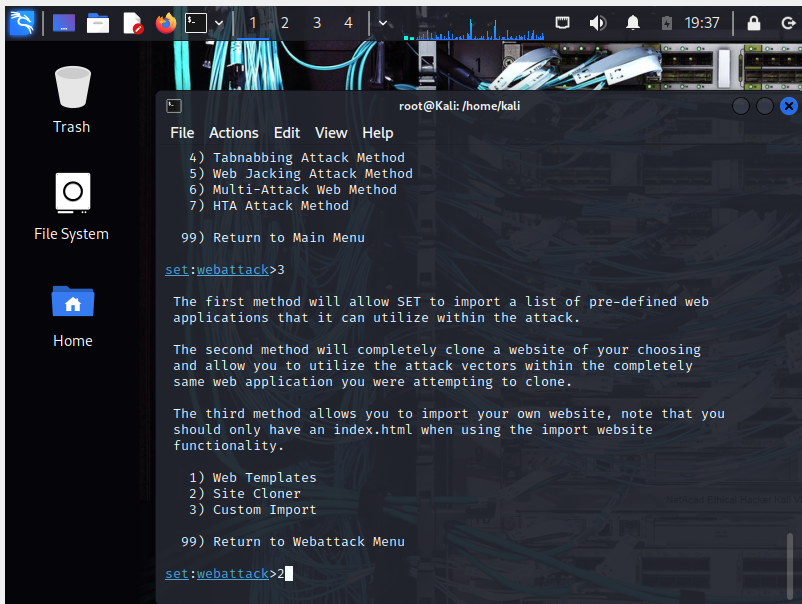 1 2 3 4 19:37
Trash
File System
Home
root@Kali: /home/kali
File Actions Edit View Help
4) Tabnabbing Attack Method
5) Web Jacking Attack Method
6) Multi-Attack Web Method
7) HTA Attack Method
99) Return to Main Menu
set:webattack>3
The first method will allow SET to import a list of pre-defined web
applications that it can utilize within the attack.
The second method will completely clone a website of your choosing
and allow you to utilize the attack vectors within the completely
same web application you were attempting to clone.
The third method allows you to import your own website, note that you
should only have an index.html when using the import website
functionality.
1) Web Templates
2) Site Cloner
3) Custom Import
99) Return to Webattack Menu
set:webattack>2